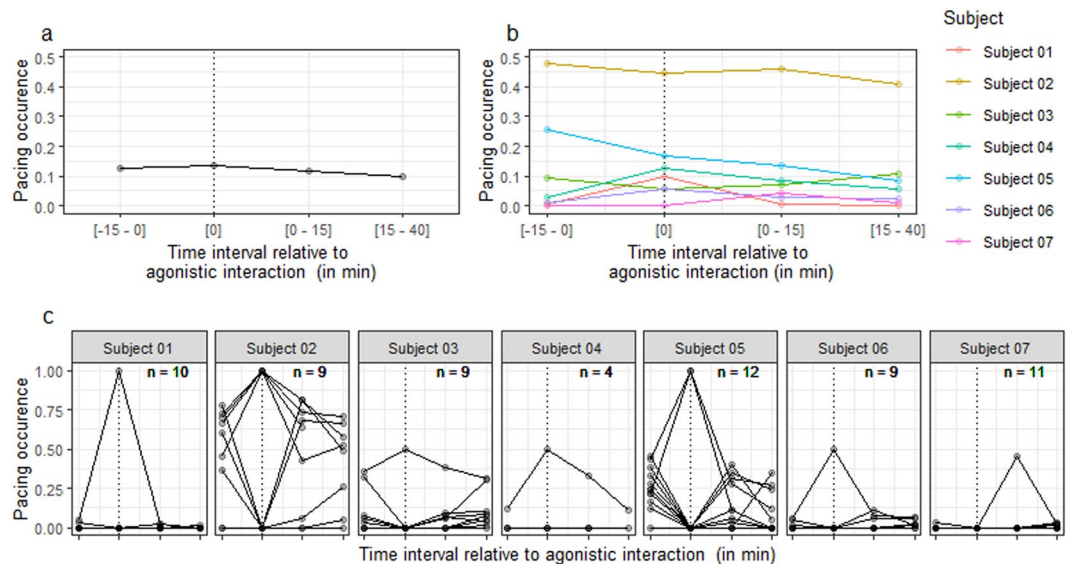 a
b
Subject
0.5
0.4
0.3
0.2
0.1
0.0
Pacing occurence
[-15 - 0] [0] [0 - 15] [15 - 40]
Time interval relative to
agonistic interaction (in min)
0.5
0.4
0.3
0.2
0.1
0.0
Pacing occurence
[-15 - 0] [0] [0 - 15] [15 - 40]
Time interval relative to
agonistic interaction (in min)
Subject 01
Subject 02
Subject 03
Subject 04
Subject 05
Subject 06
Subject 07
c
Subject 01 Subject 02 Subject 03 Subject 04 Subject 05 Subject 06 Subject 07
n = 10 n = 9 n = 9 n = 4 n = 12 n = 9 n = 11
1.00
0.75
0.50
0.25
0.00
Pacing occurence
Time interval relative to agonistic interaction (in min)